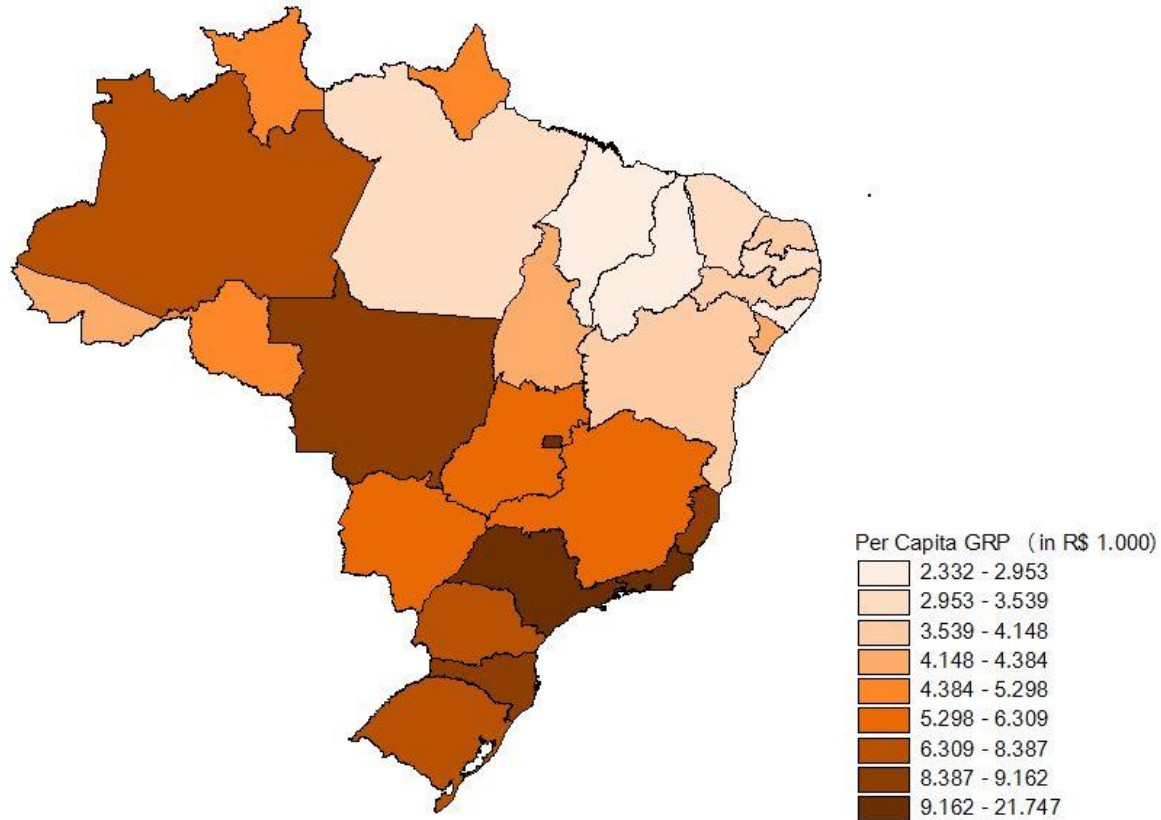 Per Capita GRP (in R$ 1.000)
2.332 - 2.953
2.953 - 3.539
3.539 - 4.148
4.148 - 4.384
4.384 - 5.298
5.298 - 6.309
6.309 - 8.387
8.387 - 9.162
9.162 - 21.747